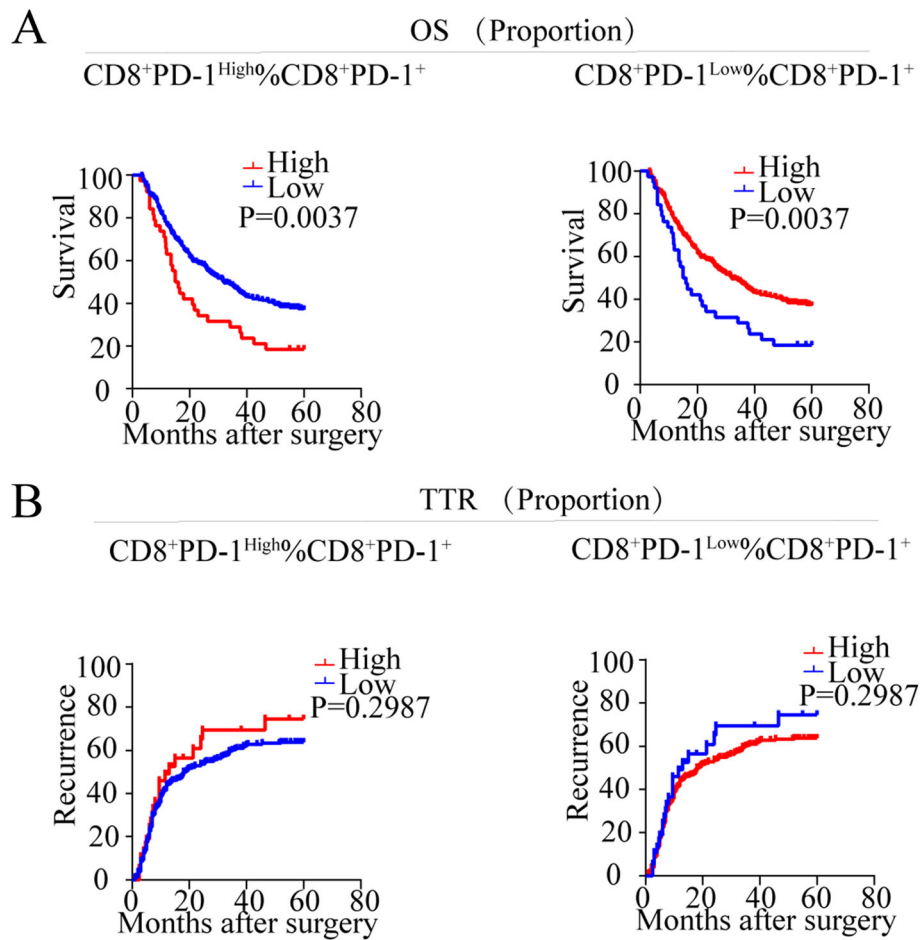 A
OS （Proportion）
CD8⁺PD-1ᴴⁱᵍʰ%CD8⁺PD-1⁺
CD8⁺PD-1ᴸᵒʷ%CD8⁺PD-1⁺
High
Low
P=0.0037
Survival
100
80
60
40
20
0
0 20 40 60 80
Months after surgery
High
Low
P=0.0037
Survival
100
80
60
40
20
0
0 20 40 60 80
Months after surgery
B
TTR （Proportion）
CD8⁺PD-1ᴴⁱᵍʰ%CD8⁺PD-1⁺
CD8⁺PD-1ᴸᵒʷ%CD8⁺PD-1⁺
High
Low
P=0.2987
Recurrence
100
80
60
40
20
0
0 20 40 60 80
Months after surgery
High
Low
P=0.2987
Recurrence
100
80
60
40
20
0
0 20 40 60 80
Months after surgery